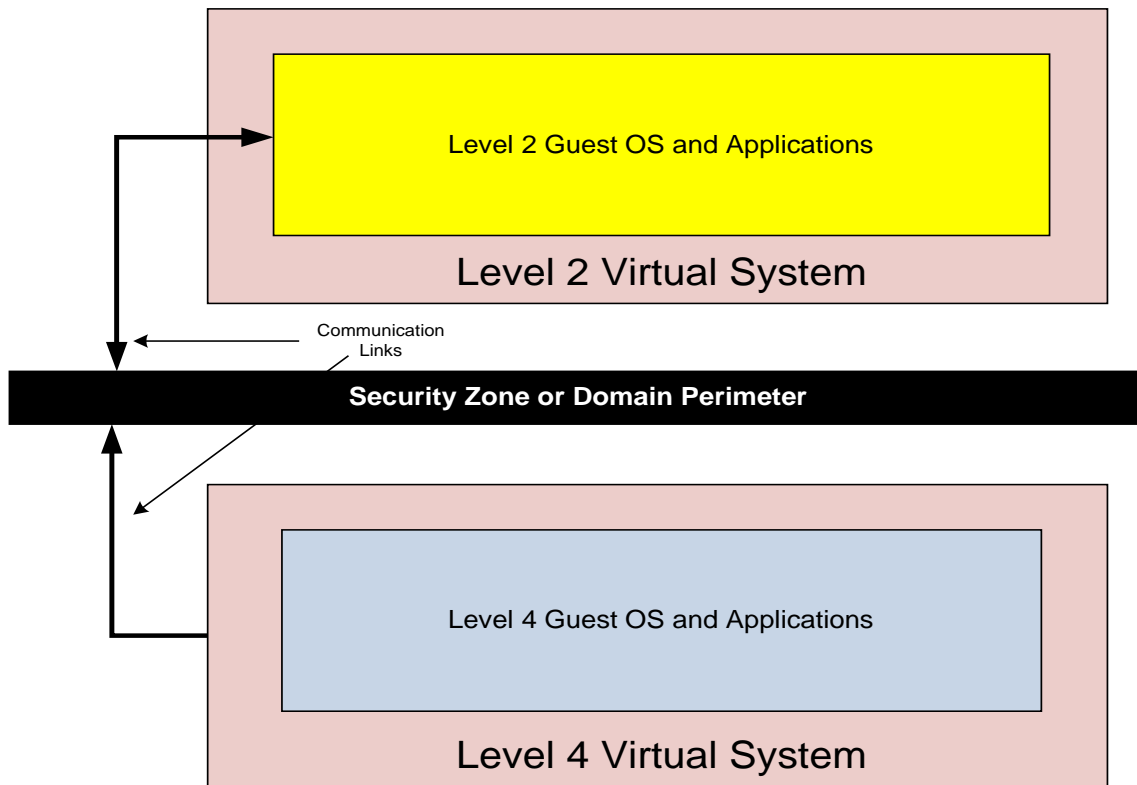 Level 2 Guest OS and Applications
Level 2 Virtual System
Communication
Links
Security Zone or Domain Perimeter
Level 4 Guest OS and Applications
Level 4 Virtual System